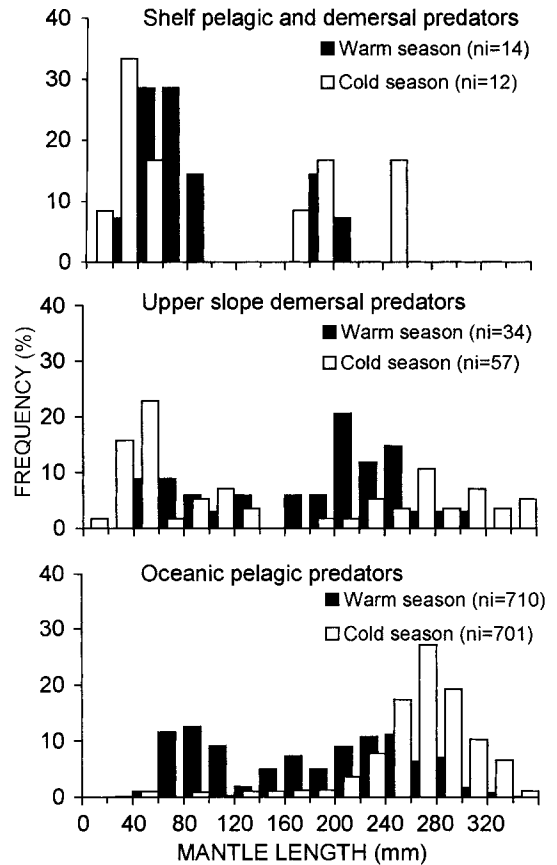 Shelf pelagic and demersal predators
40
Warm season (ni=14)
30
Cold season (ni=12)
20
10
0
Upper slope demersal predators
40
Warm season (ni=34)
30
Cold season (ni=57)
20
10
0
FREQUENCY (%)
Oceanic pelagic predators
40
Warm season (ni=710)
30
Cold season (ni=701)
20
10
0
0 40 80 120 160 200 240 280 320
MANTLE LENGTH (mm)